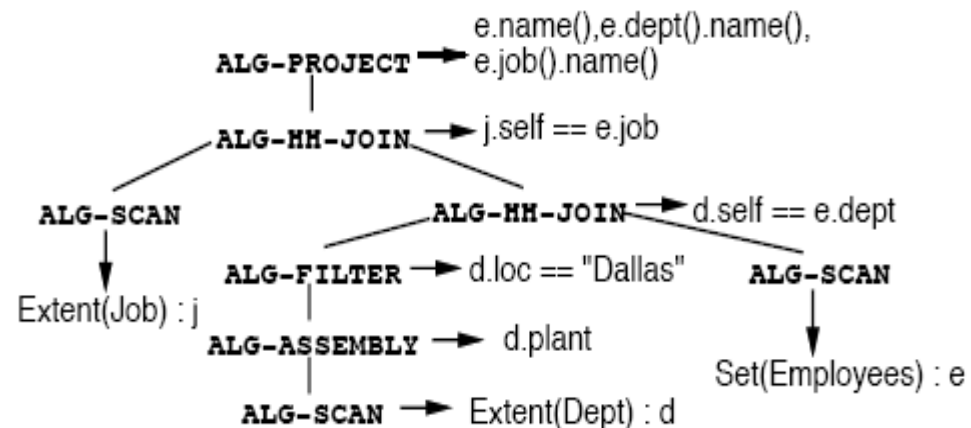 e.name(),e.dept().name(),
ALG-PROJECT e.job().name()
ALG-HH-JOIN j.self == e.job
ALG-SCAN ALG-HH-JOIN d.self == e.dept
ALG-FILTER d.loc == "Dallas" ALG-SCAN
Extent(Job) : j
ALG-ASSEMBLY d.plant
Set(Employees) : e
ALG-SCAN Extent(Dept) : d